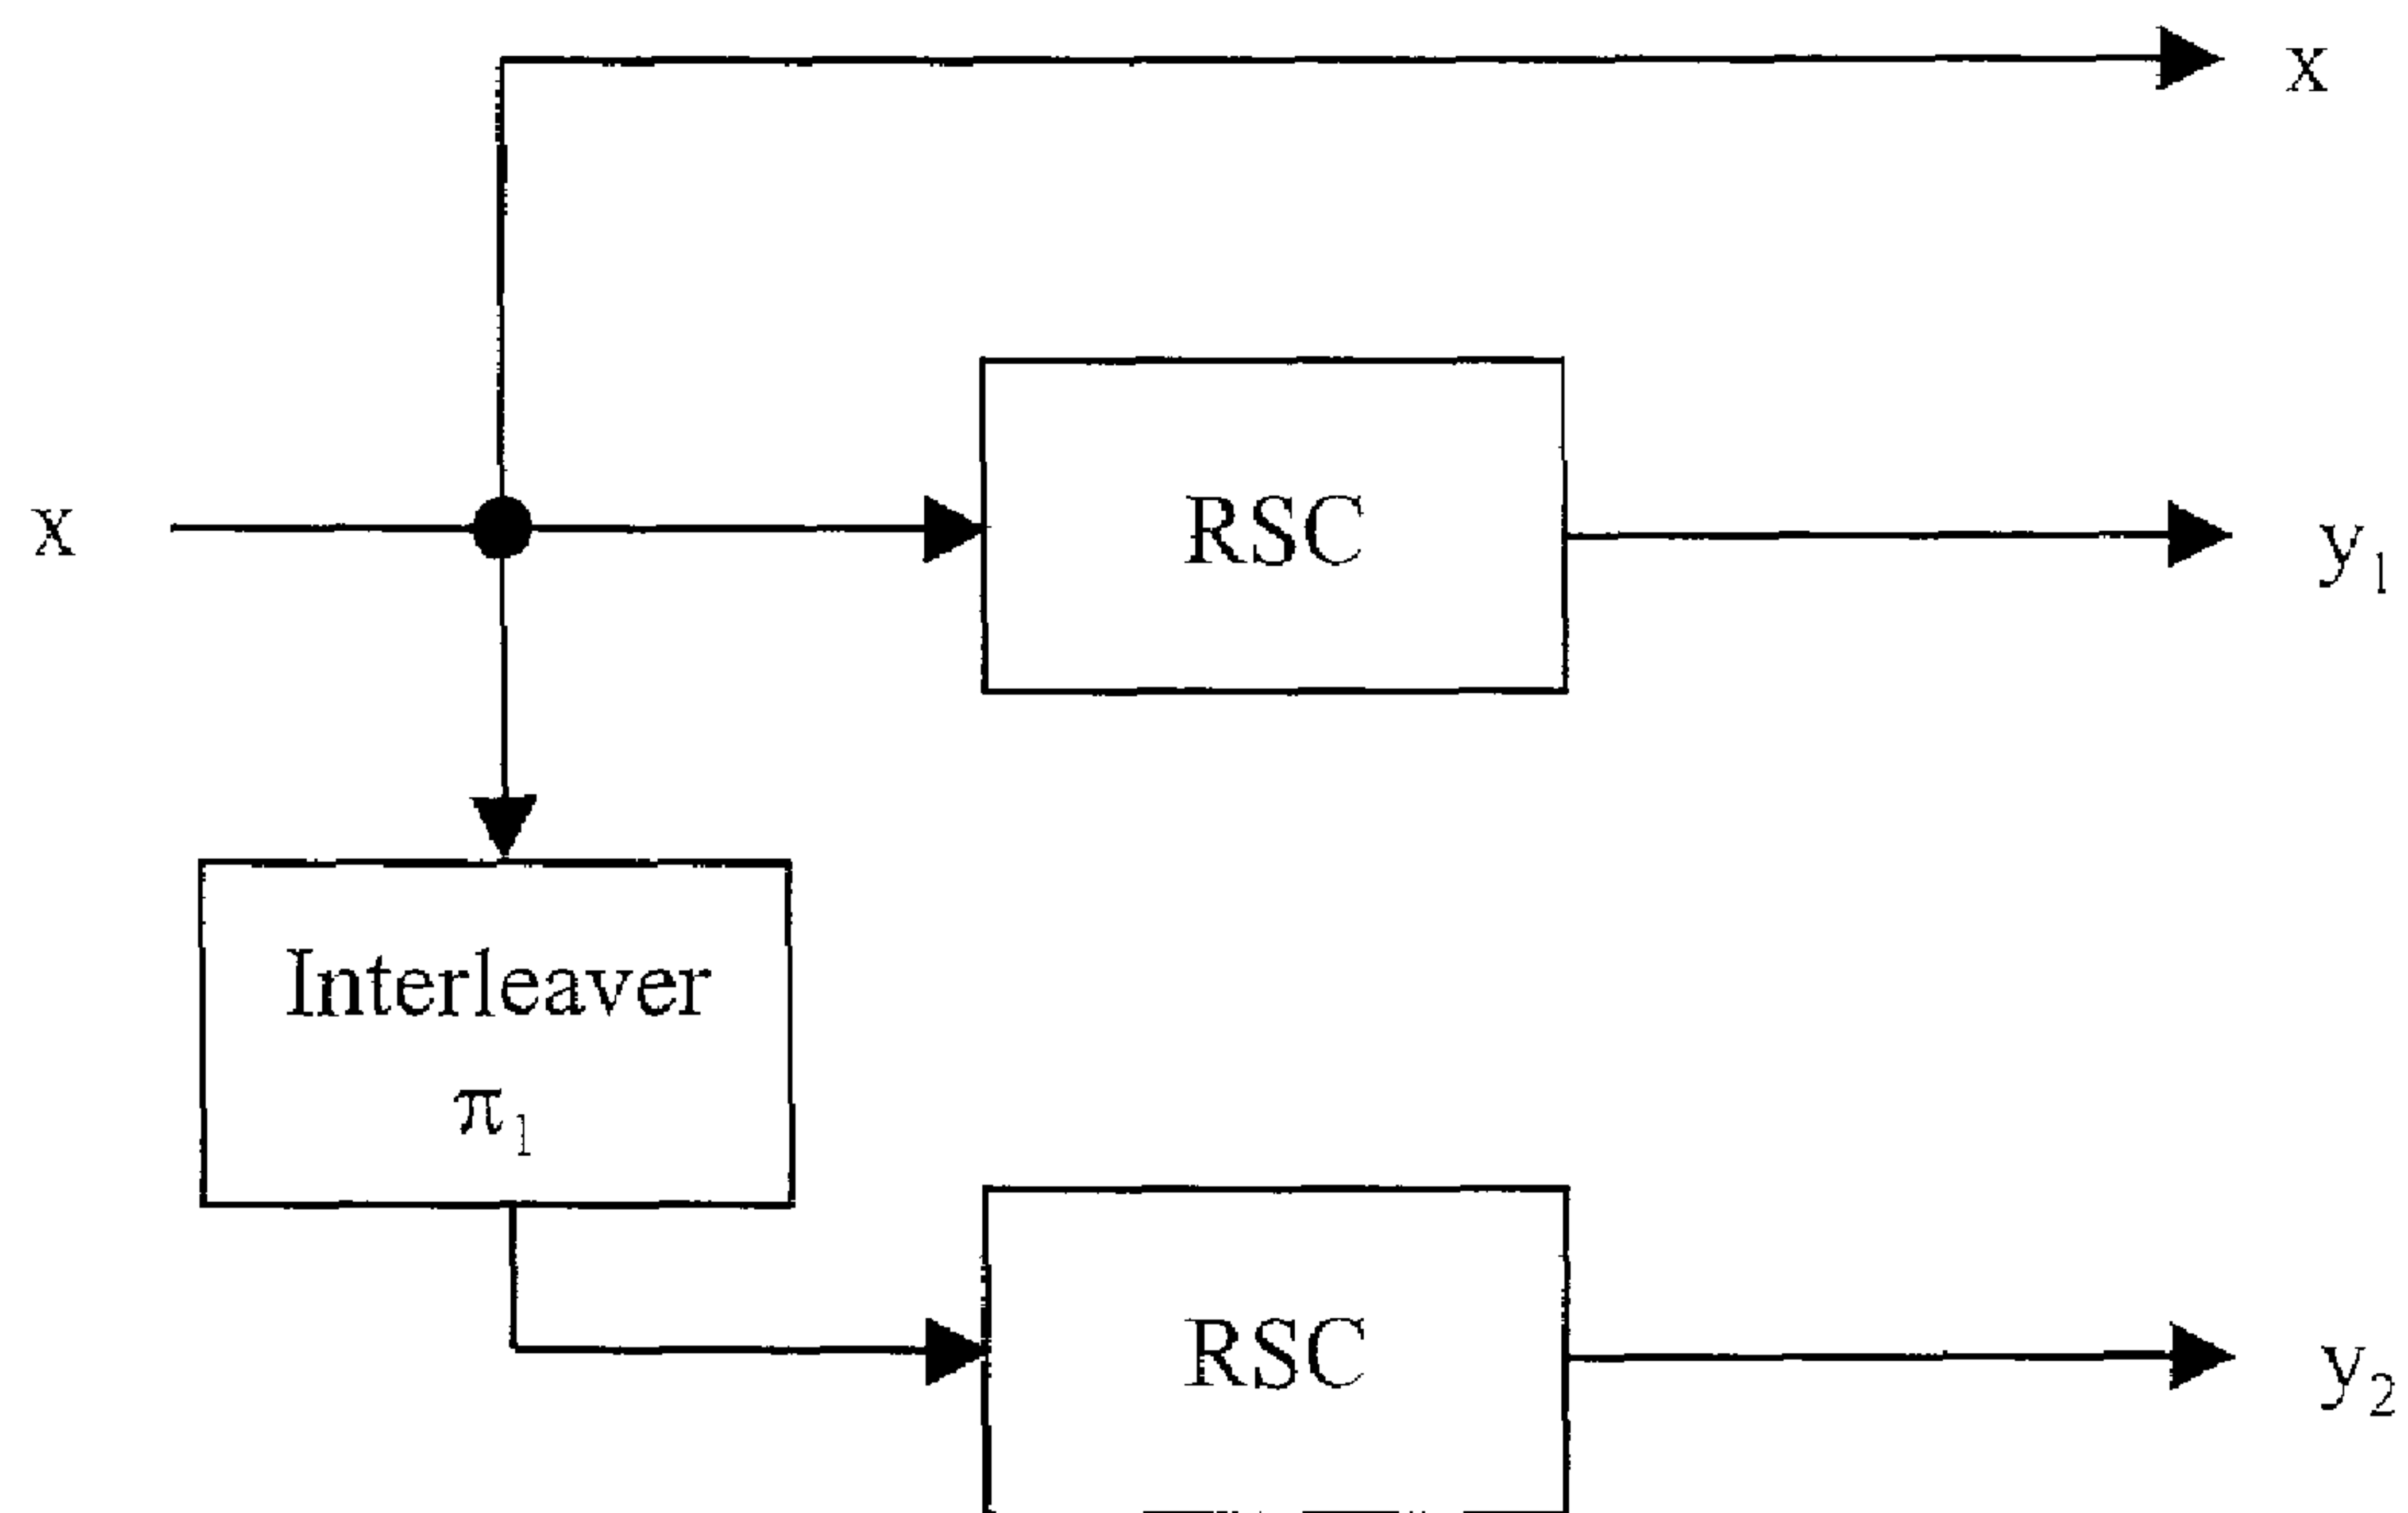 x
x
RSC
y₁
Interleaver
π₁
RSC
y₂